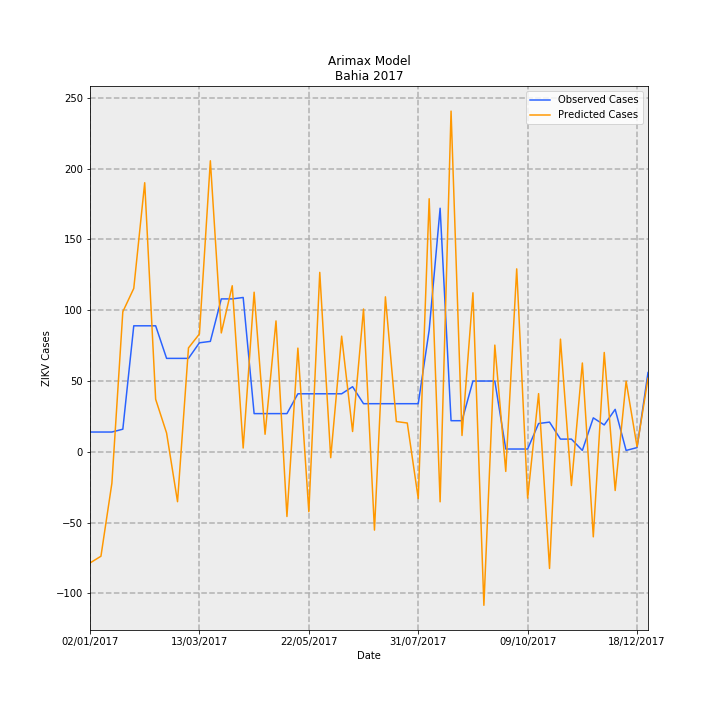 Arimax Model
Bahia 2017
Observed Cases
Predicted Cases
250
200
150
100
50
0
−50
−100
ZIKV Cases
02/01/2017
13/03/2017
22/05/2017
31/07/2017
09/10/2017
18/12/2017
Date